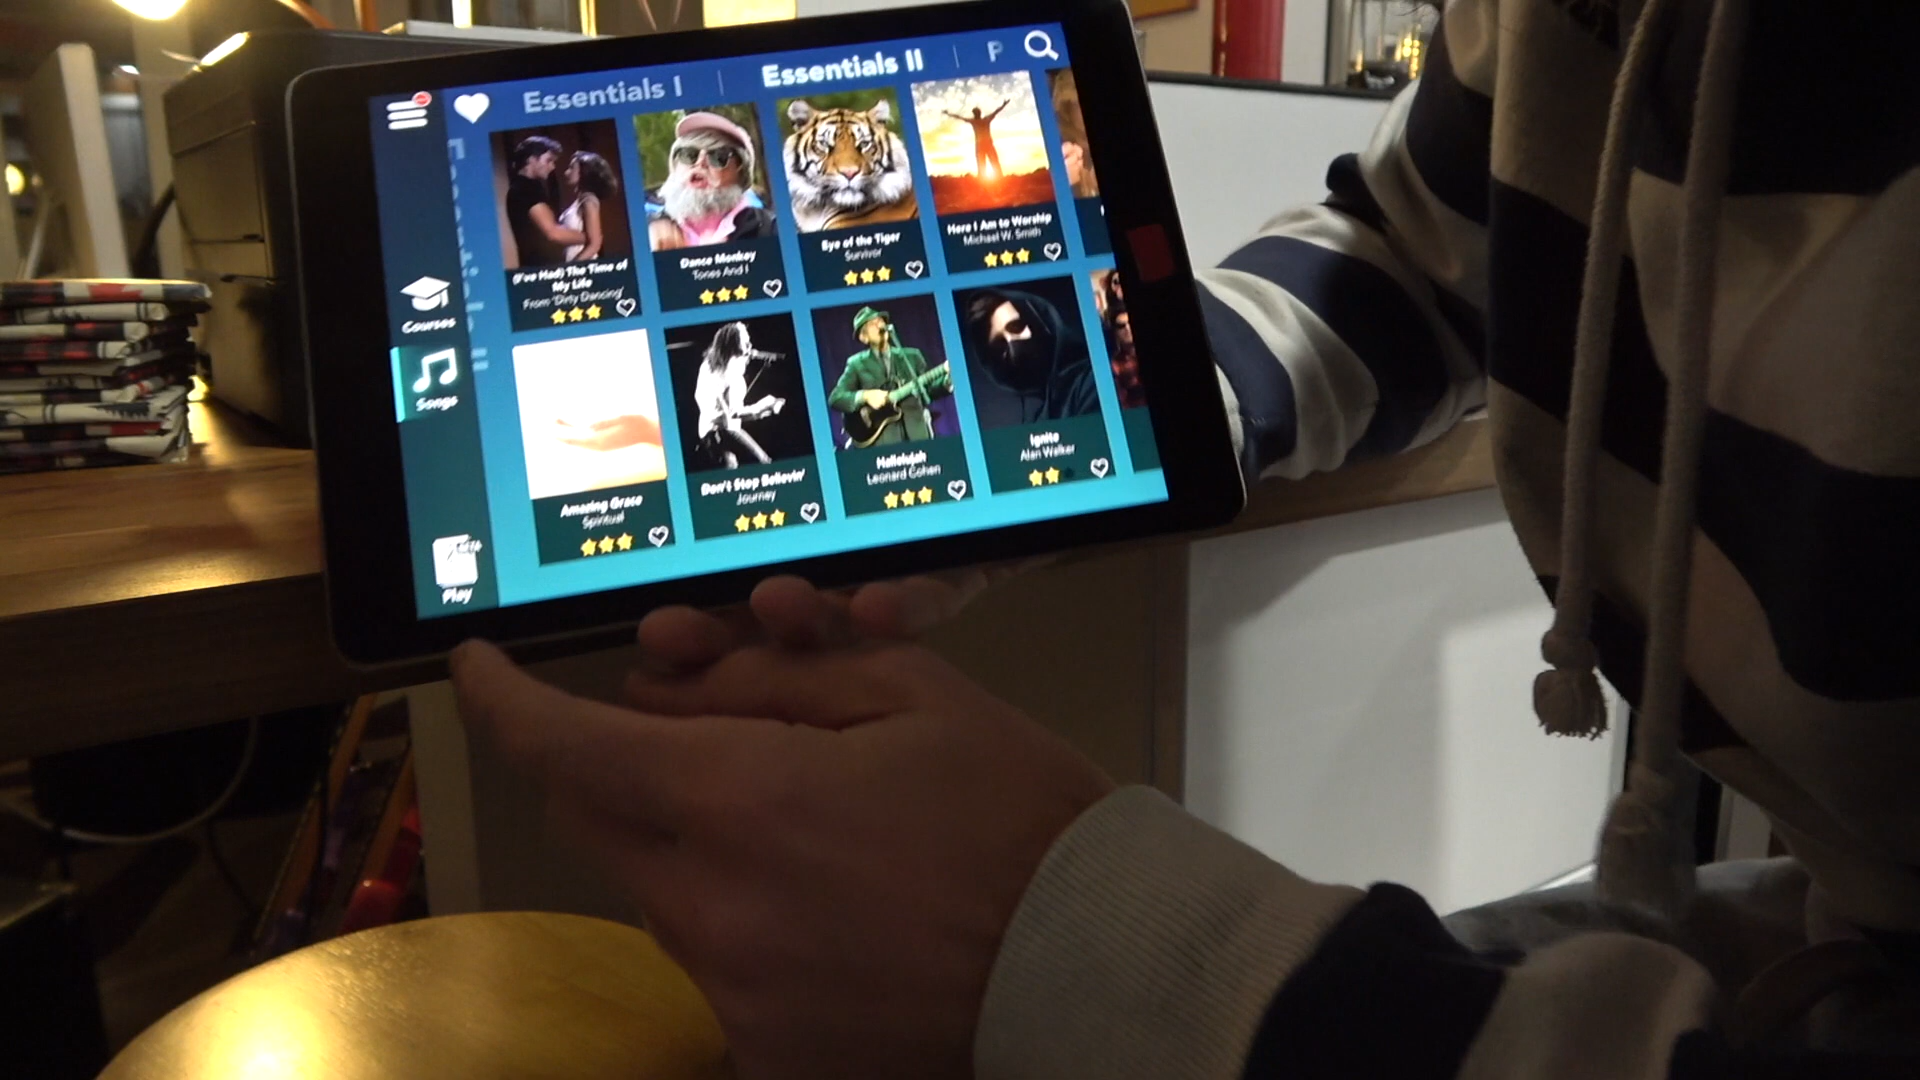 Essentials I
Essentials II
P
(I've Had) The Time of
My Life
From 'Dirty Dancing'
Dance Monkey
Tones And I
Eye of the Tiger
Survivor
Here I Am to Worship
Michael W. Smith
Courses
Songs
Amazing Grace
Spiritual
Don't Stop Believin'
Journey
Hallelujah
Leonard Cohen
Ignite
Alan Walker
BETA
Play